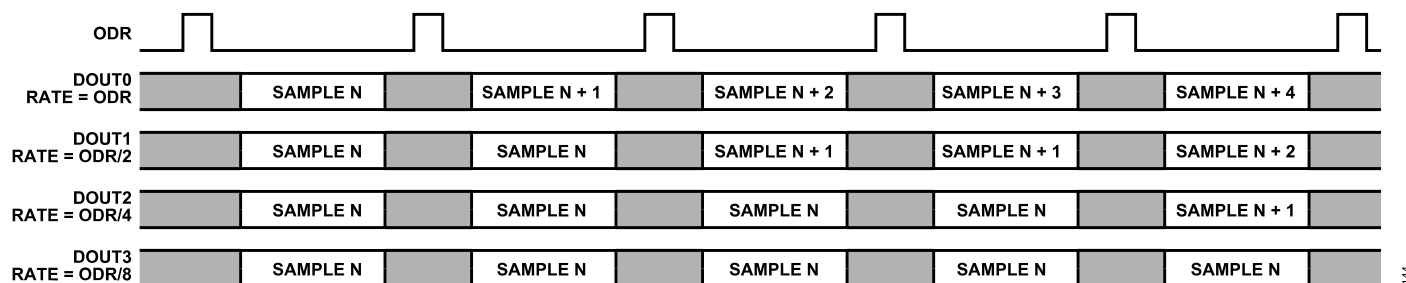 ODR
DOUT0
RATE = ODR
SAMPLE N
SAMPLE N + 1
SAMPLE N + 2
SAMPLE N + 3
SAMPLE N + 4
DOUT1
RATE = ODR/2
SAMPLE N
SAMPLE N
SAMPLE N + 1
SAMPLE N + 1
SAMPLE N + 2
DOUT2
RATE = ODR/4
SAMPLE N
SAMPLE N
SAMPLE N
SAMPLE N
SAMPLE N + 1
DOUT3
RATE = ODR/8
SAMPLE N
SAMPLE N
SAMPLE N
SAMPLE N
SAMPLE N